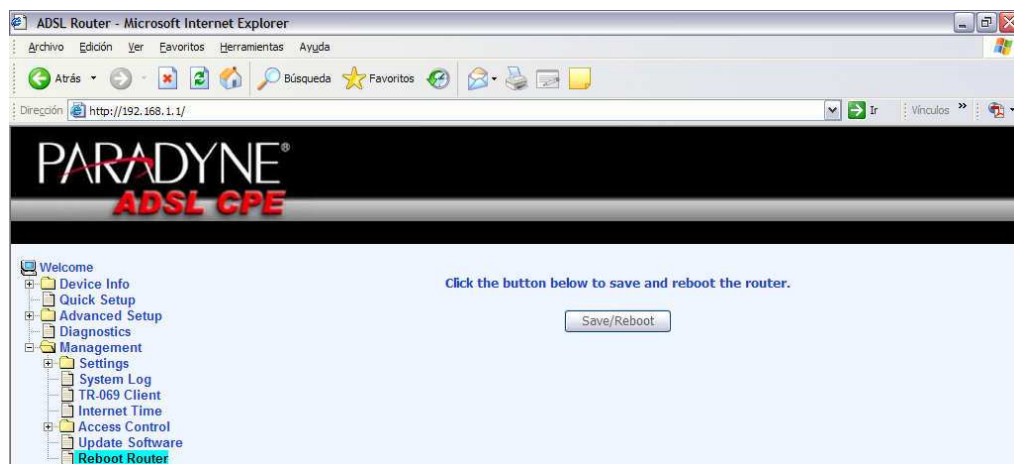 ADSL Router - Microsoft Internet Explorer
Archivo Edición Ver Favoritos Herramientas Ayuda
Atrás Búsqueda Favoritos
Dirección http://192.168.1.1/ Ir Vínculos »
PARADYNE®
ADSL CPE
Welcome
Device Info
Quick Setup
Advanced Setup
Diagnostics
Management
Settings
System Log
TR-069 Client
Internet Time
Access Control
Update Software
Reboot Router
Click the button below to save and reboot the router.
Save/Reboot